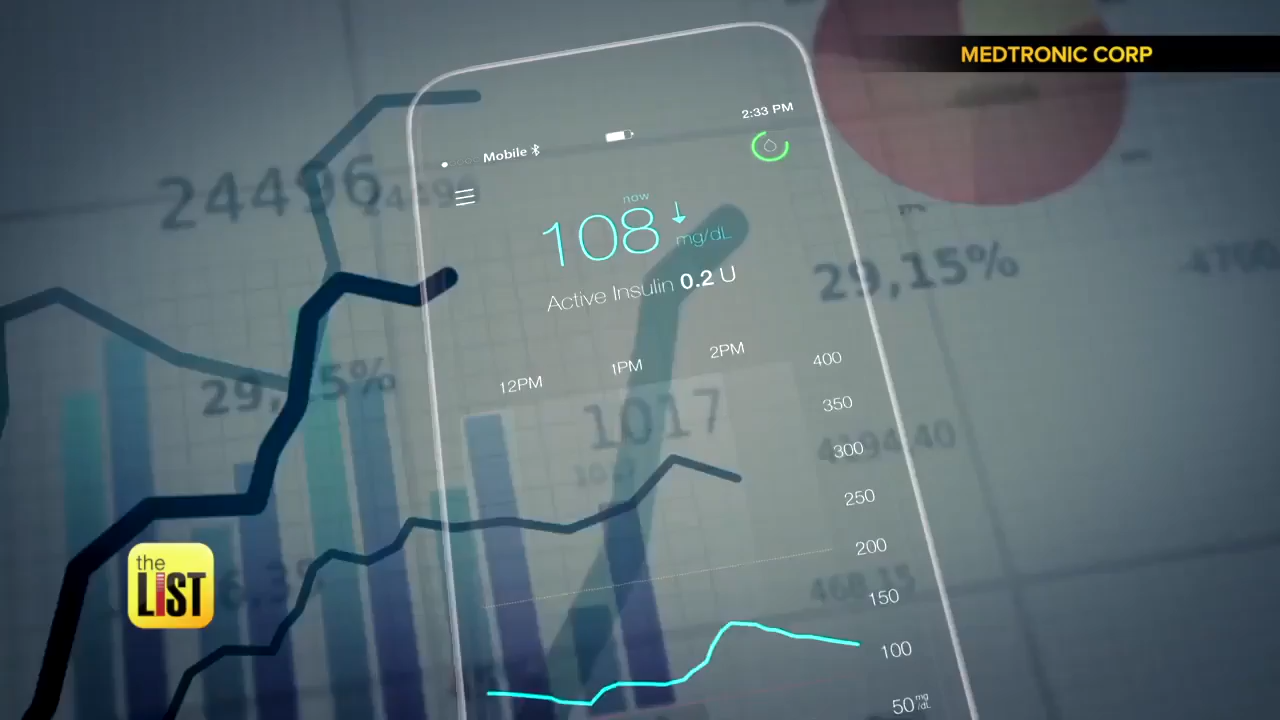 MEDTRONIC CORP
2:33 PM
Mobile
24496
24496
now
108 mg/dL
29,15%
Active Insulin 0.2 U
12PM 1PM 2PM
400
29,15%
350
1017
300
250
200
150
100
50 mg/dL
the
LIST